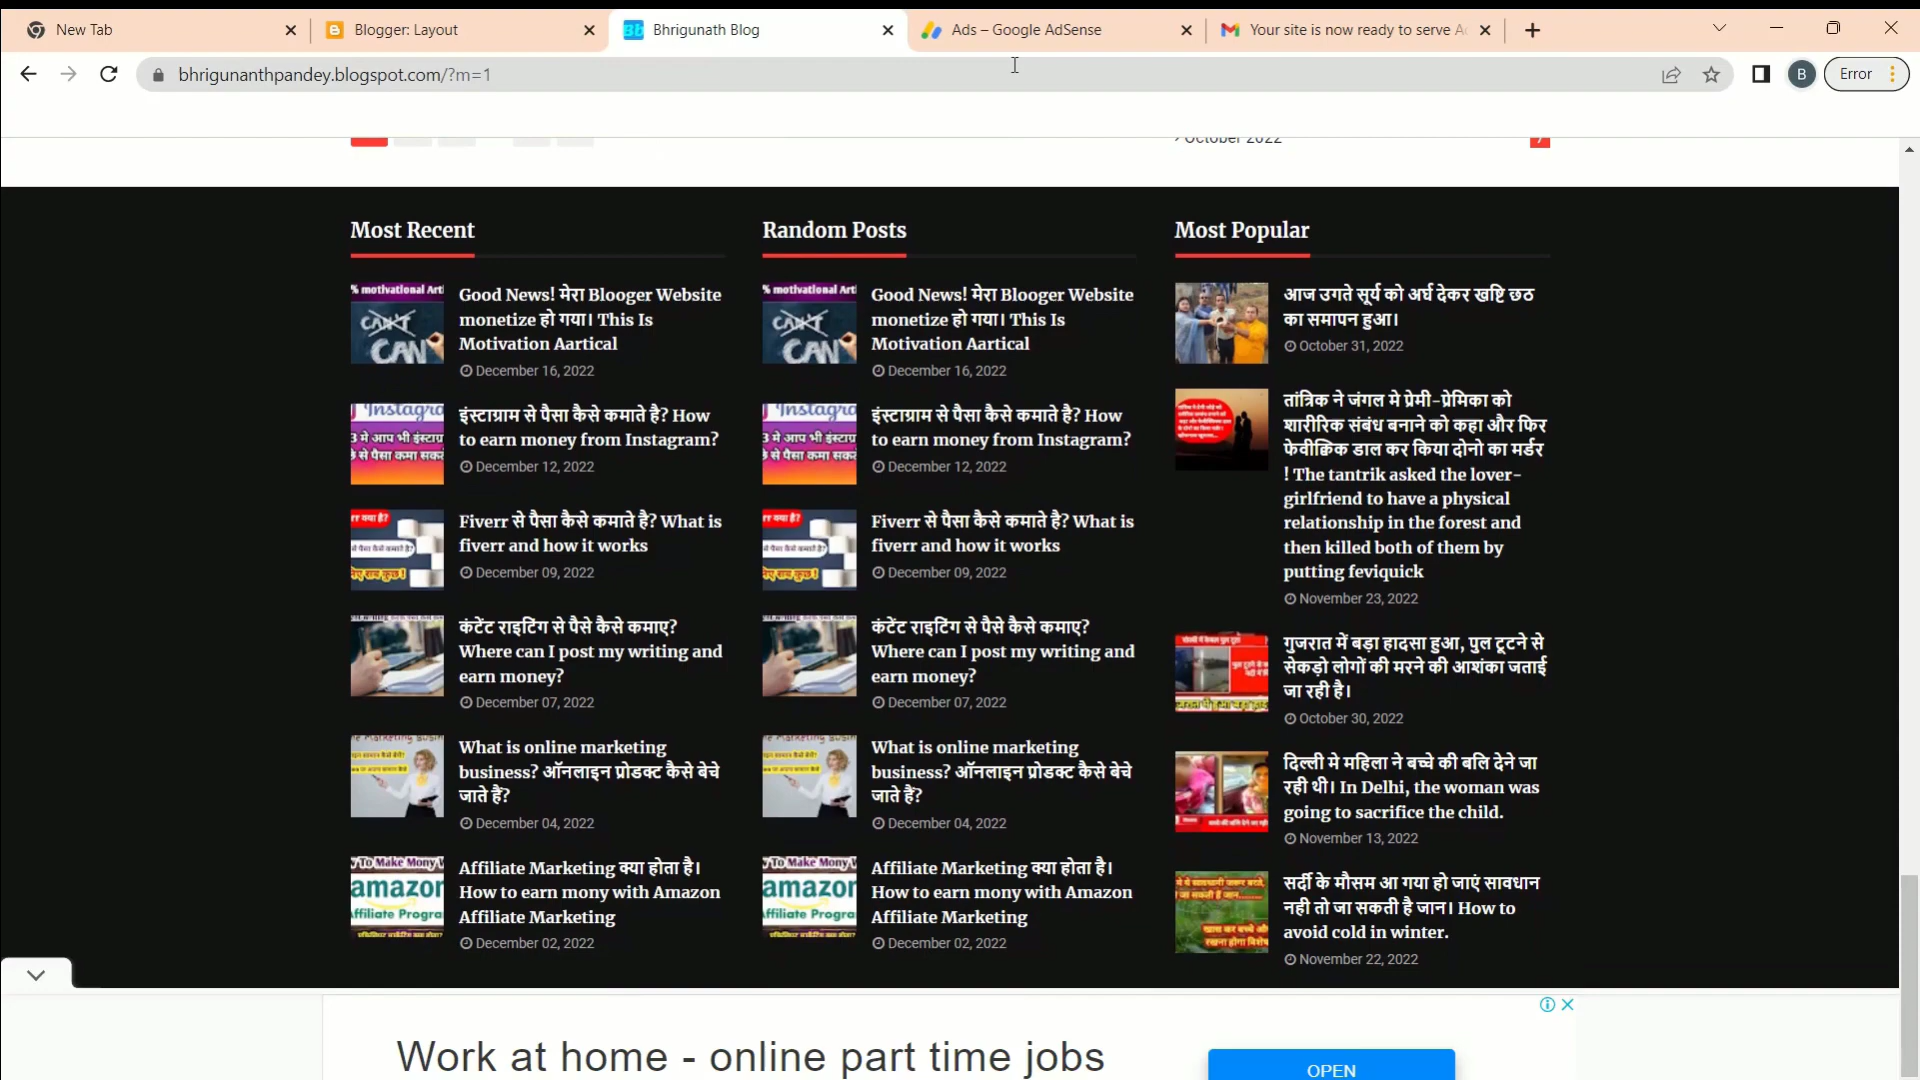 New Tab
Blogger: Layout
Bhrigunath Blog
Ads – Google AdSense
Your site is now ready to serve
bhrigunanthpandey.blogspot.com/?m=1
B
Error
October 2022
Most Recent
Good News! मेरा Blooger Website
monetize हो गया। This Is
Motivation Aartical
December 16, 2022
इंस्टाग्राम से पैसा कैसे कमाते है? How
to earn money from Instagram?
December 12, 2022
Fiverr से पैसा कैसे कमाते है? What is
fiverr and how it works
December 09, 2022
कंटेंट राइटिंग से पैसे कैसे कमाए?
Where can I post my writing and
earn money?
December 07, 2022
What is online marketing
business? ऑनलाइन प्रोडक्ट कैसे बेचे
जाते हैं?
December 04, 2022
Affiliate Marketing क्या होता है।
How to earn mony with Amazon
Affiliate Marketing
December 02, 2022
Random Posts
Good News! मेरा Blooger Website
monetize हो गया। This Is
Motivation Aartical
December 16, 2022
इंस्टाग्राम से पैसा कैसे कमाते है? How
to earn money from Instagram?
December 12, 2022
Fiverr से पैसा कैसे कमाते है? What is
fiverr and how it works
December 09, 2022
कंटेंट राइटिंग से पैसे कैसे कमाए?
Where can I post my writing and
earn money?
December 07, 2022
What is online marketing
business? ऑनलाइन प्रोडक्ट कैसे बेचे
जाते हैं?
December 04, 2022
Affiliate Marketing क्या होता है।
How to earn mony with Amazon
Affiliate Marketing
December 02, 2022
Most Popular
आज उगते सूर्य को अर्घ देकर खष्टि छठ
का समापन हुआ।
October 31, 2022
तांत्रिक ने जंगल मे प्रेमी-प्रेमिका को
शारीरिक संबंध बनाने को कहा और फिर
फेवीक्विक डाल कर किया दोनो का मर्डर
! The tantrik asked the lover-
girlfriend to have a physical
relationship in the forest and
then killed both of them by
putting feviquick
November 23, 2022
गुजरात में बड़ा हादसा हुआ, पुल टूटने से
सेकड़ो लोगों की मरने की आशंका जताई
जा रही है।
October 30, 2022
दिल्ली मे महिला ने बच्चे की बलि देने जा
रही थी। In Delhi, the woman was
going to sacrifice the child.
November 13, 2022
सर्दी के मौसम आ गया हो जाएं सावधान
नही तो जा सकती है जान। How to
avoid cold in winter.
November 22, 2022
Work at home - online part time jobs
OPEN